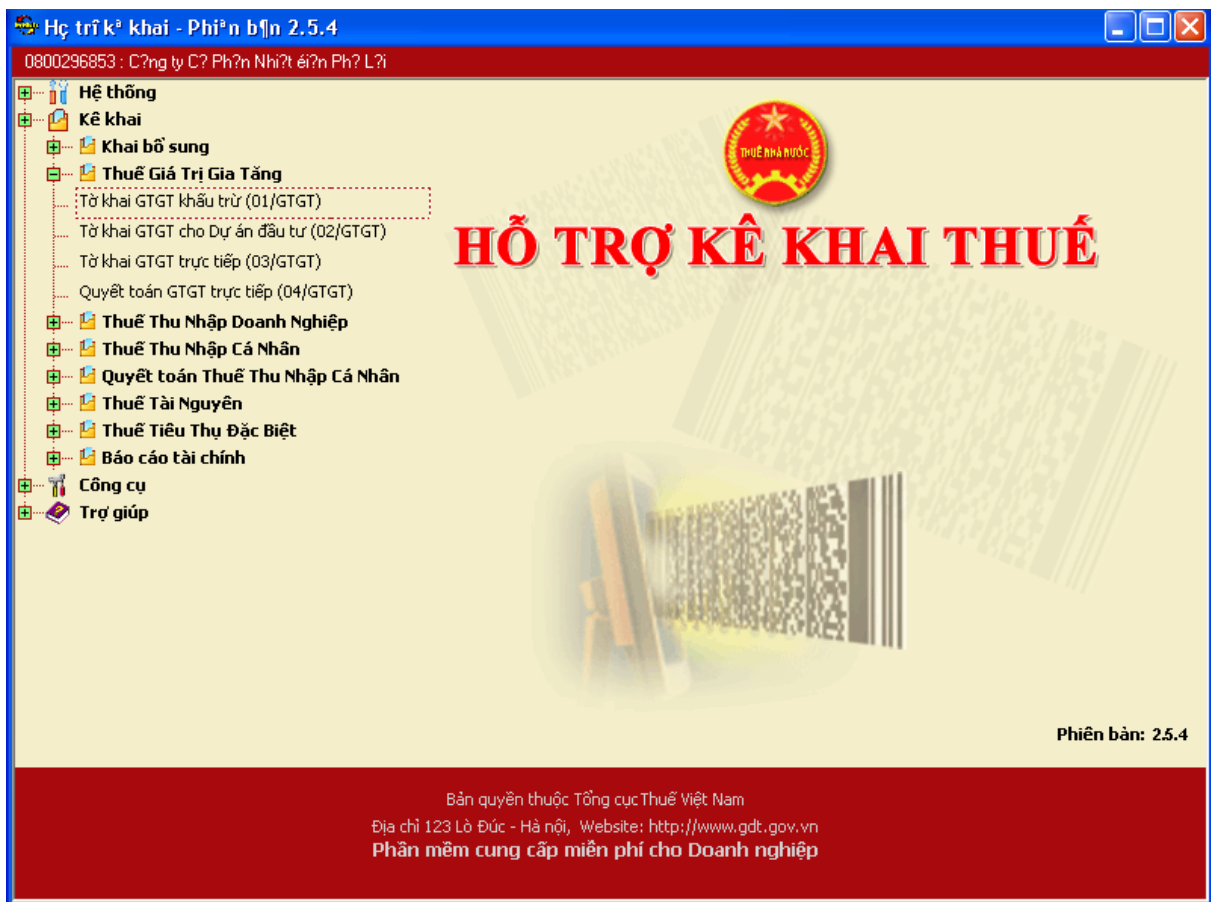 Hç trî kª khai - Phiªn b¶n 2.5.4
0800296853 : C?ng ty C? Ph?n Nhi?t éi?n Ph? L?i
Hệ thống
Kê khai
Khai bổ sung
Thuế Giá Trị Gia Tăng
Tờ khai GTGT khấu trừ (01/GTGT)
Tờ khai GTGT cho Dự án đầu tư (02/GTGT)
Tờ khai GTGT trực tiếp (03/GTGT)
Quyết toán GTGT trực tiếp (04/GTGT)
Thuế Thu Nhập Doanh Nghiệp
Thuế Thu Nhập Cá Nhân
Quyết toán Thuế Thu Nhập Cá Nhân
Thuế Tài Nguyên
Thuế Tiêu Thụ Đặc Biệt
Báo cáo tài chính
Công cụ
Trợ giúp
THUẾ NHÀ NƯỚC
HỖ TRỢ KÊ KHAI THUẾ
Phiên bản: 2.5.4
Bản quyền thuộc Tổng cục Thuế Việt Nam
Địa chỉ 123 Lò Đúc - Hà nội, Website: http://www.gdt.gov.vn
Phần mềm cung cấp miễn phí cho Doanh nghiệp